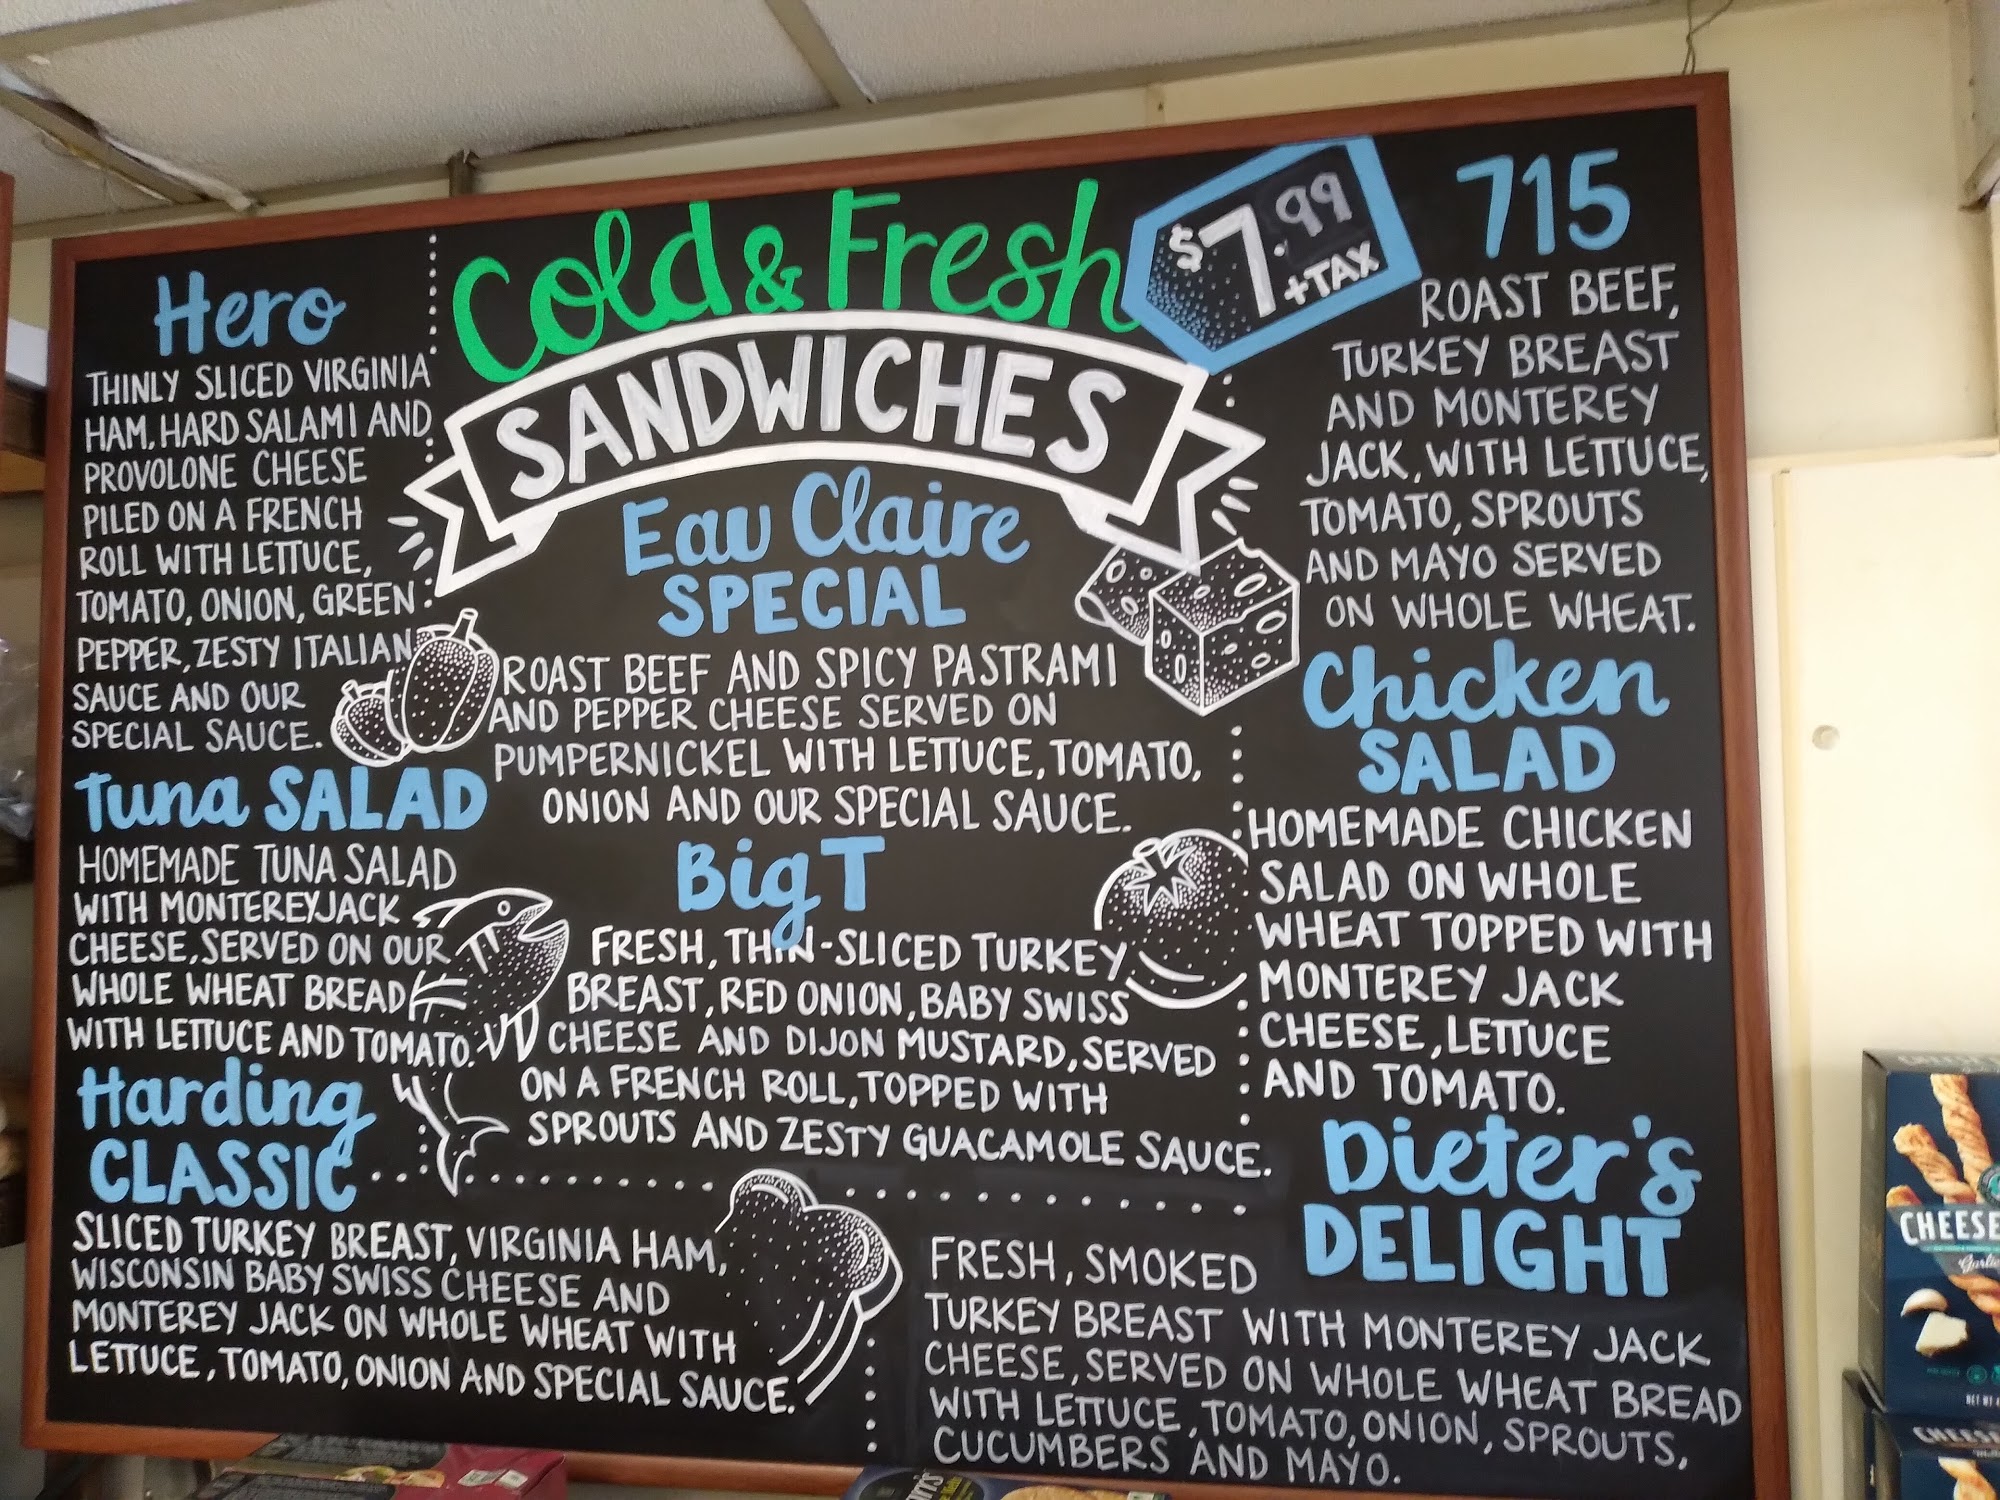 Cold & Fresh
SANDWICHES
$7.99
+TAX
Hero
THINLY SLICED VIRGINIA
HAM, HARD SALAMI AND
PROVOLONE CHEESE
PILED ON A FRENCH
ROLL WITH LETTUCE,
TOMATO, ONION, GREEN
PEPPER, ZESTY ITALIAN
SAUCE AND OUR
SPECIAL SAUCE.
Tuna SALAD
HOMEMADE TUNA SALAD
WITH MONTEREY JACK
CHEESE, SERVED ON OUR
WHOLE WHEAT BREAD
WITH LETTUCE AND TOMATO.
Harding
CLASSIC
SLICED TURKEY BREAST, VIRGINIA HAM,
WISCONSIN BABY SWISS CHEESE AND
MONTEREY JACK ON WHOLE WHEAT WITH
LETTUCE, TOMATO, ONION AND SPECIAL SAUCE.
Eau Claire
SPECIAL
ROAST BEEF AND SPICY PASTRAMI
AND PEPPER CHEESE SERVED ON
PUMPERNICKEL WITH LETTUCE, TOMATO,
ONION AND OUR SPECIAL SAUCE.
Big T
FRESH, THIN-SLICED TURKEY
BREAST, RED ONION, BABY SWISS
CHEESE AND DIJON MUSTARD, SERVED
ON A FRENCH ROLL, TOPPED WITH
SPROUTS AND ZESTY GUACAMOLE SAUCE.
715
ROAST BEEF,
TURKEY BREAST
AND MONTEREY
JACK, WITH LETTUCE,
TOMATO, SPROUTS
AND MAYO SERVED
ON WHOLE WHEAT.
Chicken
SALAD
HOMEMADE CHICKEN
SALAD ON WHOLE
WHEAT TOPPED WITH
MONTEREY JACK
CHEESE, LETTUCE
AND TOMATO.
Dieter's
DELIGHT
FRESH, SMOKED
TURKEY BREAST WITH MONTEREY JACK
CHEESE, SERVED ON WHOLE WHEAT BREAD
WITH LETTUCE, TOMATO, ONION, SPROUTS,
CUCUMBERS AND MAYO.
CHEESE